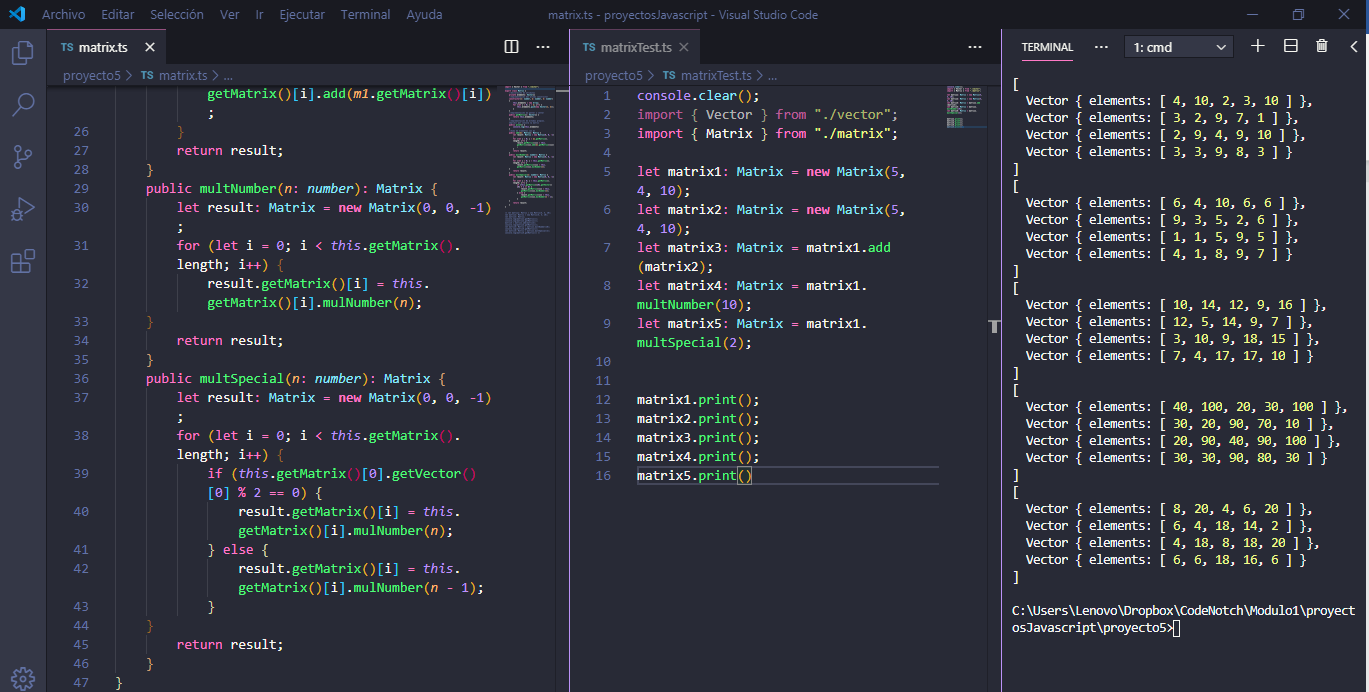 Archivo Editar Selección Ver Ir Ejecutar Terminal Ayuda
matrix.ts - proyectosJavascript - Visual Studio Code
TS matrix.ts
proyecto5 > TS matrix.ts > ...
getMatrix()[i].add(m1.getMatrix()[i])
;
26 }
27 return result;
28 }
29 public multNumber(n: number): Matrix {
30 let result: Matrix = new Matrix(0, 0, -1)
;
31 for (let i = 0; i < this.getMatrix().
length; i++) {
32 result.getMatrix()[i] = this.
getMatrix()[i].mulNumber(n);
33 }
34 return result;
35 }
36 public multSpecial(n: number): Matrix {
37 let result: Matrix = new Matrix(0, 0, -1)
;
38 for (let i = 0; i < this.getMatrix().
length; i++) {
39 if (this.getMatrix()[0].getVector()
[0] % 2 == 0) {
40 result.getMatrix()[i] = this.
getMatrix()[i].mulNumber(n);
41 } else {
42 result.getMatrix()[i] = this.
getMatrix()[i].mulNumber(n - 1);
43 }
44 }
45 return result;
46 }
47 }
TS matrixTest.ts
proyecto5 > TS matrixTest.ts > ...
1 console.clear();
2 import { Vector } from "./vector";
3 import { Matrix } from "./matrix";
4
5 let matrix1: Matrix = new Matrix(5,
4, 10);
6 let matrix2: Matrix = new Matrix(5,
4, 10);
7 let matrix3: Matrix = matrix1.add
(matrix2);
8 let matrix4: Matrix = matrix1.
multNumber(10);
9 let matrix5: Matrix = matrix1.
multSpecial(2);
10
11
12 matrix1.print();
13 matrix2.print();
14 matrix3.print();
15 matrix4.print();
16 matrix5.print()
TERMINAL ... 1: cmd
[
Vector { elements: [ 4, 10, 2, 3, 10 ] },
Vector { elements: [ 3, 2, 9, 7, 1 ] },
Vector { elements: [ 2, 9, 4, 9, 10 ] },
Vector { elements: [ 3, 3, 9, 8, 3 ] }
]
[
Vector { elements: [ 6, 4, 10, 6, 6 ] },
Vector { elements: [ 9, 3, 5, 2, 6 ] },
Vector { elements: [ 1, 1, 5, 9, 5 ] },
Vector { elements: [ 4, 1, 8, 9, 7 ] }
]
[
Vector { elements: [ 10, 14, 12, 9, 16 ] },
Vector { elements: [ 12, 5, 14, 9, 7 ] },
Vector { elements: [ 3, 10, 9, 18, 15 ] },
Vector { elements: [ 7, 4, 17, 17, 10 ] }
]
[
Vector { elements: [ 40, 100, 20, 30, 100 ] },
Vector { elements: [ 30, 20, 90, 70, 10 ] },
Vector { elements: [ 20, 90, 40, 90, 100 ] },
Vector { elements: [ 30, 30, 90, 80, 30 ] }
]
[
Vector { elements: [ 8, 20, 4, 6, 20 ] },
Vector { elements: [ 6, 4, 18, 14, 2 ] },
Vector { elements: [ 4, 18, 8, 18, 20 ] },
Vector { elements: [ 6, 6, 18, 16, 6 ] }
]
C:\Users\Lenovo\Dropbox\CodeNotch\Modulo1\proyect
osJavascript\proyecto5>